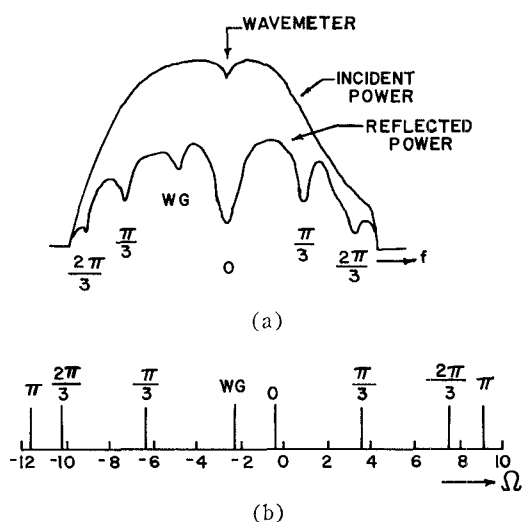 WAVEMETER
INCIDENT
POWER
REFLECTED
POWER
WG
π/3
2π/3
0
π/3
2π/3
f
(a)
π 2π/3 π/3 WG 0 π/3 2π/3 π
-12 -10 -8 -6 -4 -2 0 2 4 6 8 10
Ω
(b)